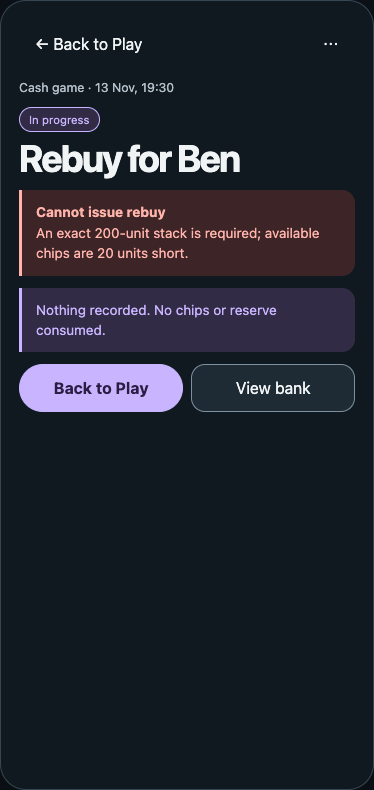 ← Back to Play
...
Cash game · 13 Nov, 19:30
In progress
Rebuy for Ben
Cannot issue rebuy
An exact 200-unit stack is required; available
chips are 20 units short.
Nothing recorded. No chips or reserve
consumed.
Back to Play
View bank